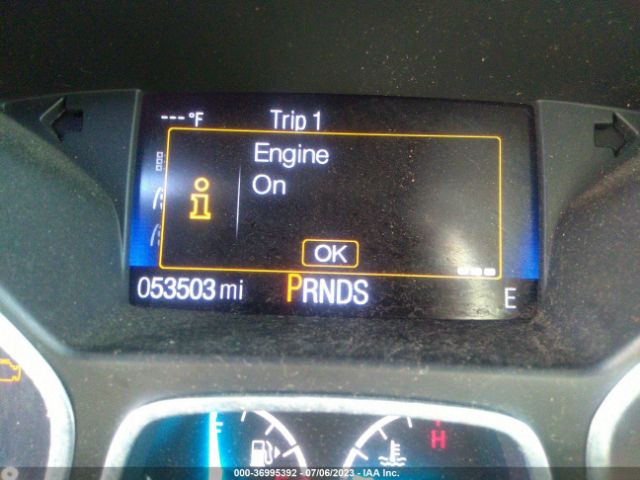 ---°F Trip 1
Engine
On
OK
053503 mi PRNDS E
F H
000-36995392 - 07/06/2023 - IAA Inc.